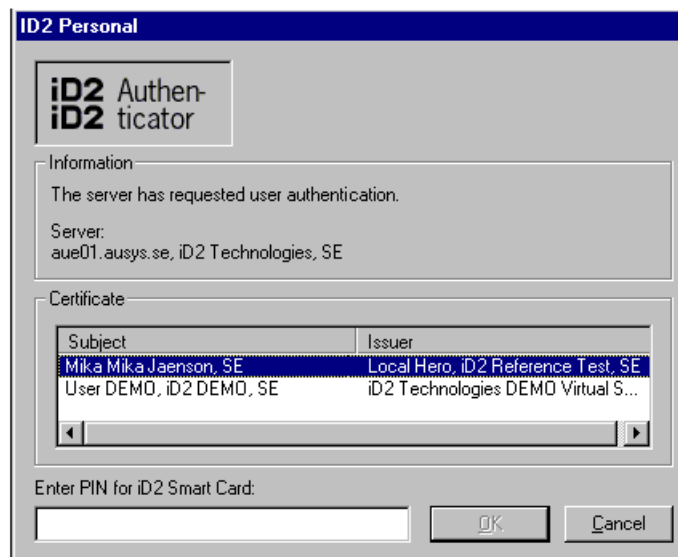 ID2 Personal
iD2 Authen-
iD2 ticator
Information
The server has requested user authentication.
Server:
aue01.ausys.se, iD2 Technologies, SE
Certificate
Subject Issuer
Mika Mika Jaenson, SE Local Hero, iD2 Reference Test, SE
User DEMO, iD2 DEMO, SE iD2 Technologies DEMO Virtual S...
Enter PIN for iD2 Smart Card:
OK Cancel